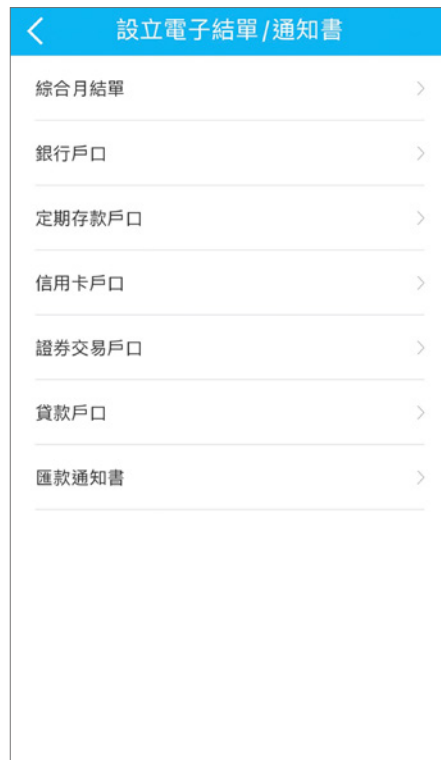 設立電子結單/通知書
綜合月結單
銀行戶口
定期存款戶口
信用卡戶口
證券交易戶口
貸款戶口
匯款通知書